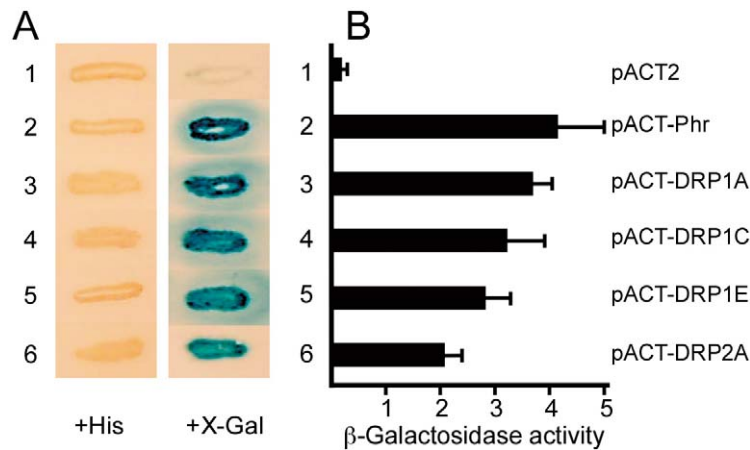 A
B
1
2
3
4
5
6
+His
+X-Gal
1 pACT2
2 pACT-Phr
3 pACT-DRP1A
4 pACT-DRP1C
5 pACT-DRP1E
6 pACT-DRP2A
1 2 3 4 5
β-Galactosidase activity